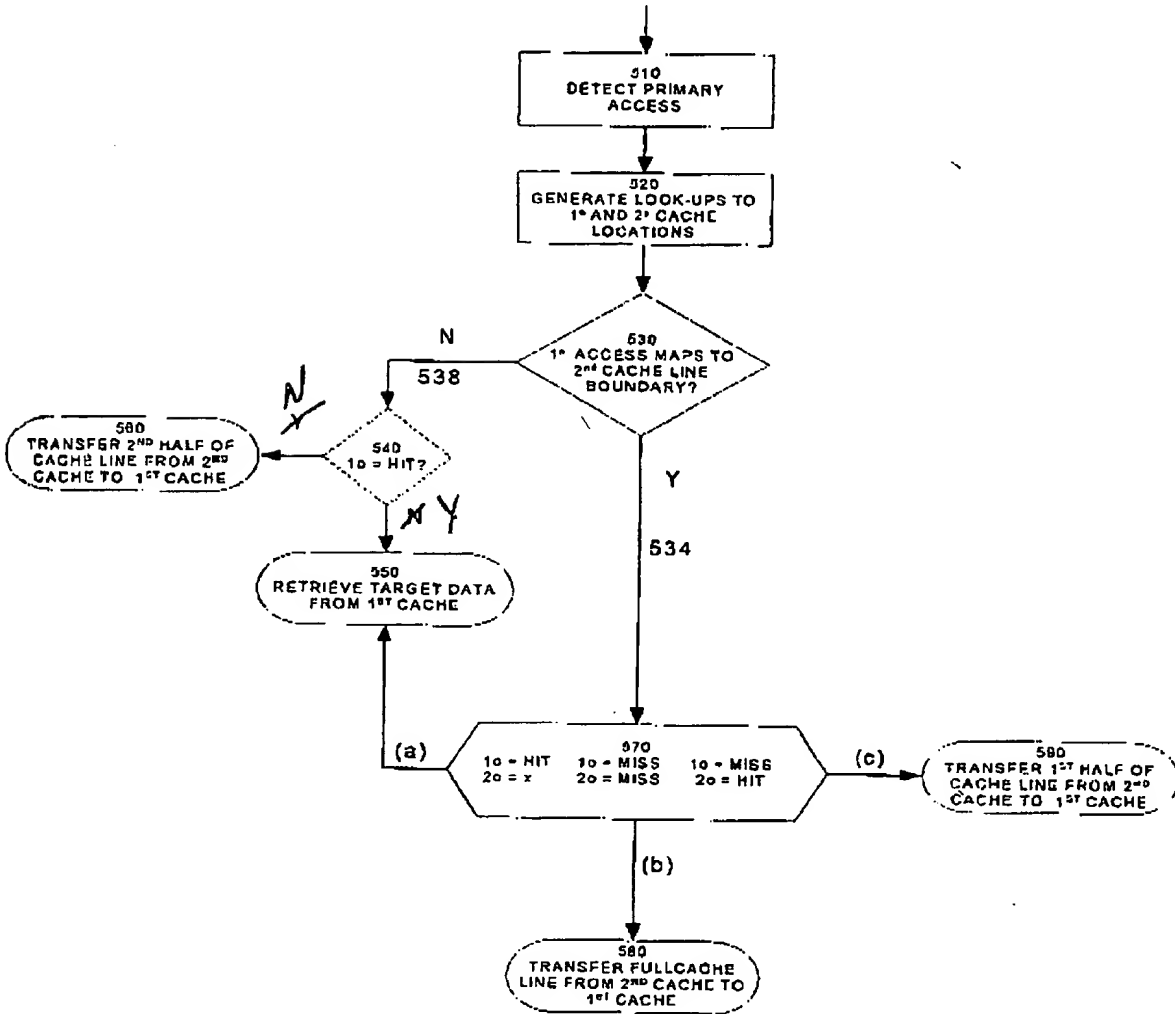 510
DETECT PRIMARY
ACCESS
520
GENERATE LOOK-UPS TO
1° AND 2° CACHE
LOCATIONS
530
1° ACCESS MAPS TO
2nd CACHE LINE
BOUNDARY?
N
538
N
540
1o = HIT?
560
TRANSFER 2ND HALF OF
CACHE LINE FROM 2ND
CACHE TO 1ST CACHE
Y
Y
534
550
RETRIEVE TARGET DATA
FROM 1ST CACHE
570
1o = HIT 1o = MISS 1o = MISS
2o = x 2o = MISS 2o = HIT
(a)
(c)
590
TRANSFER 1ST HALF OF
CACHE LINE FROM 2ND
CACHE TO 1ST CACHE
(b)
580
TRANSFER FULLCACHE
LINE FROM 2ND CACHE TO
1ST CACHE